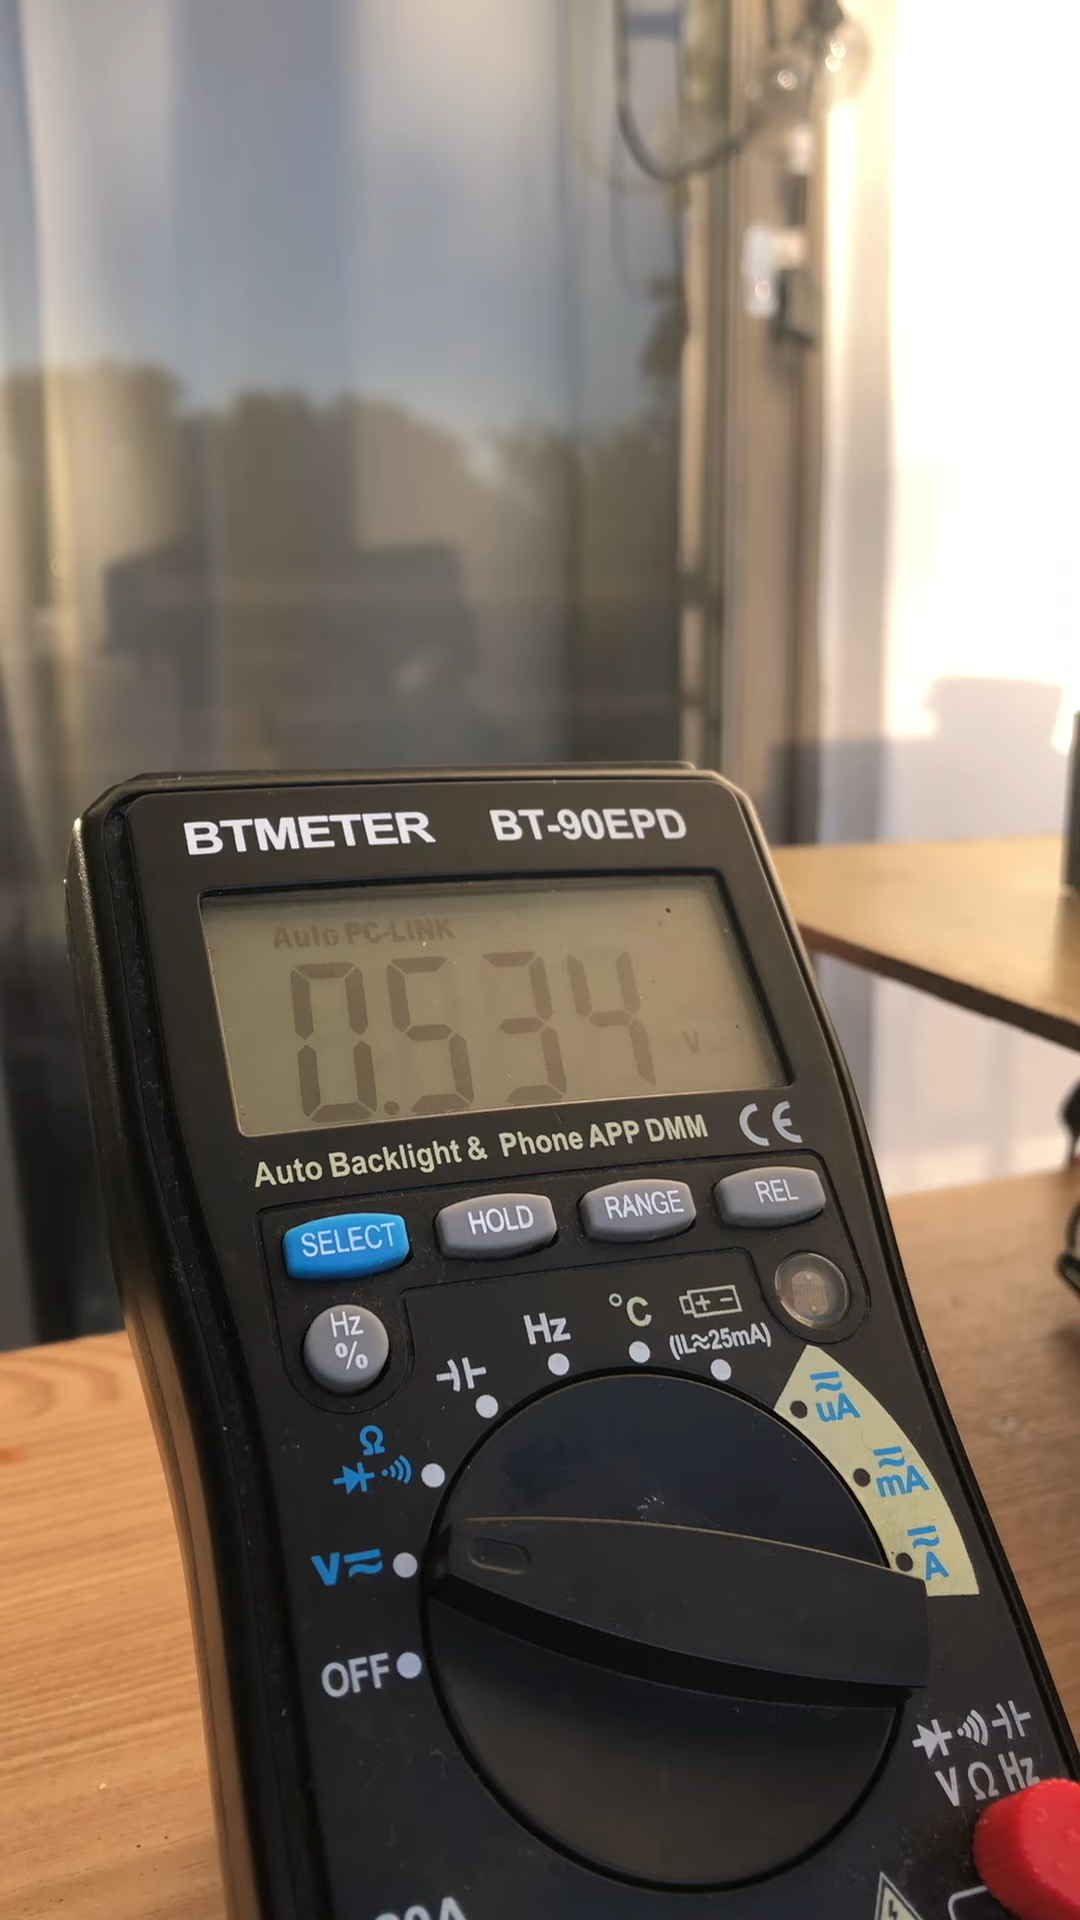 BTMETER BT-90EPD
Auto PC-LINK
0.534 V
Auto Backlight & Phone APP DMM CE
SELECT HOLD RANGE REL
Hz
%
Hz °C
(IL≈25mA)
uA
Ω
mA
V
A
OFF
V Ω Hz